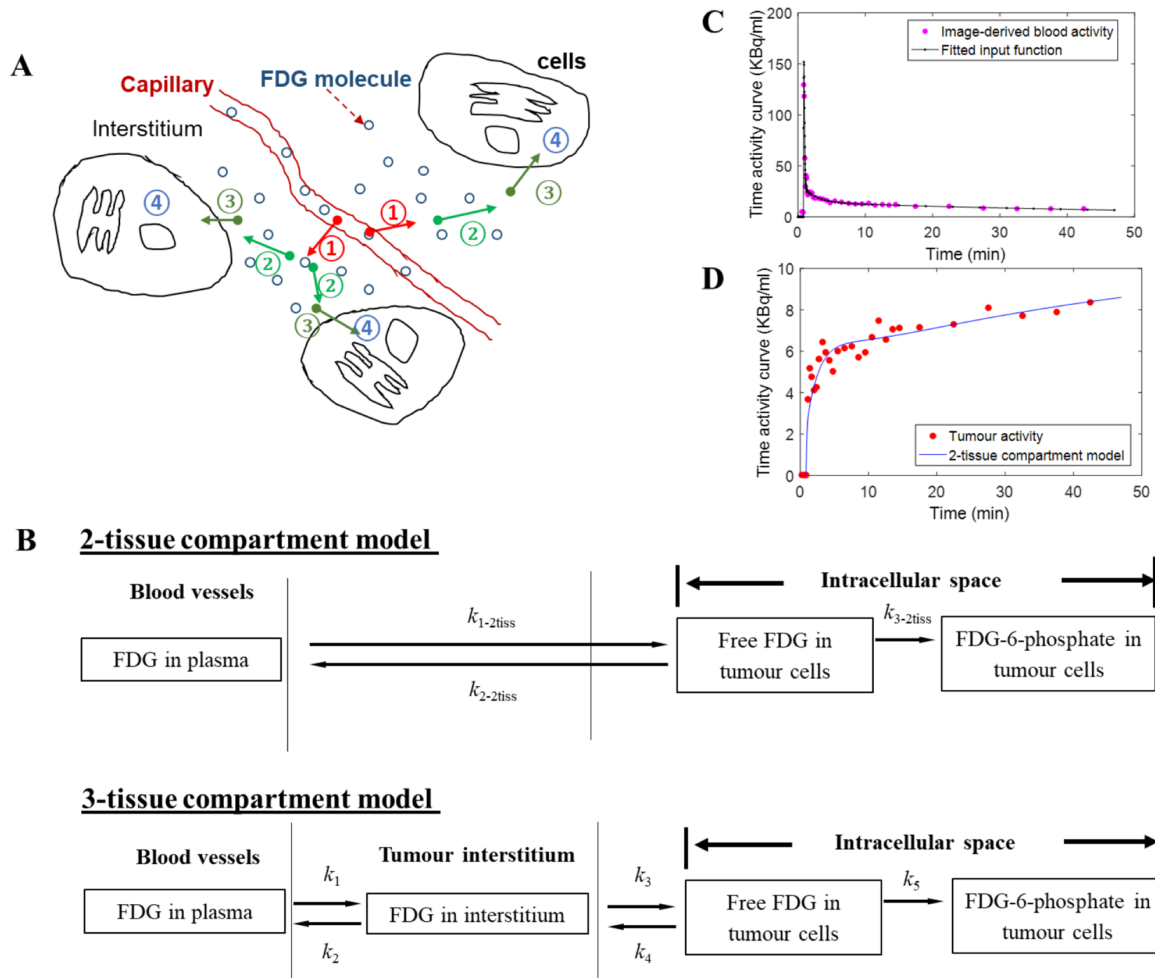 A
Capillary
FDG molecule
cells
Interstitium
4
3
1
2
4
3
2
1
2
3
4
C
Time activity curve (KBq/ml)
200
150
100
50
0
Image-derived blood activity
Fitted input function
0 10 20 30 40 50
Time (min)
D
Time activity curve (KBq/ml)
10
8
6
4
2
0
Tumour activity
2-tissue compartment model
0 10 20 30 40 50
Time (min)
B
2-tissue compartment model
Blood vessels
Intracellular space
FDG in plasma
k1-2tiss
k2-2tiss
Free FDG in
tumour cells
k3-2tiss
FDG-6-phosphate in
tumour cells
3-tissue compartment model
Blood vessels
Tumour interstitium
Intracellular space
FDG in plasma
k1
k2
FDG in interstitium
k3
k4
Free FDG in
tumour cells
k5
FDG-6-phosphate in
tumour cells